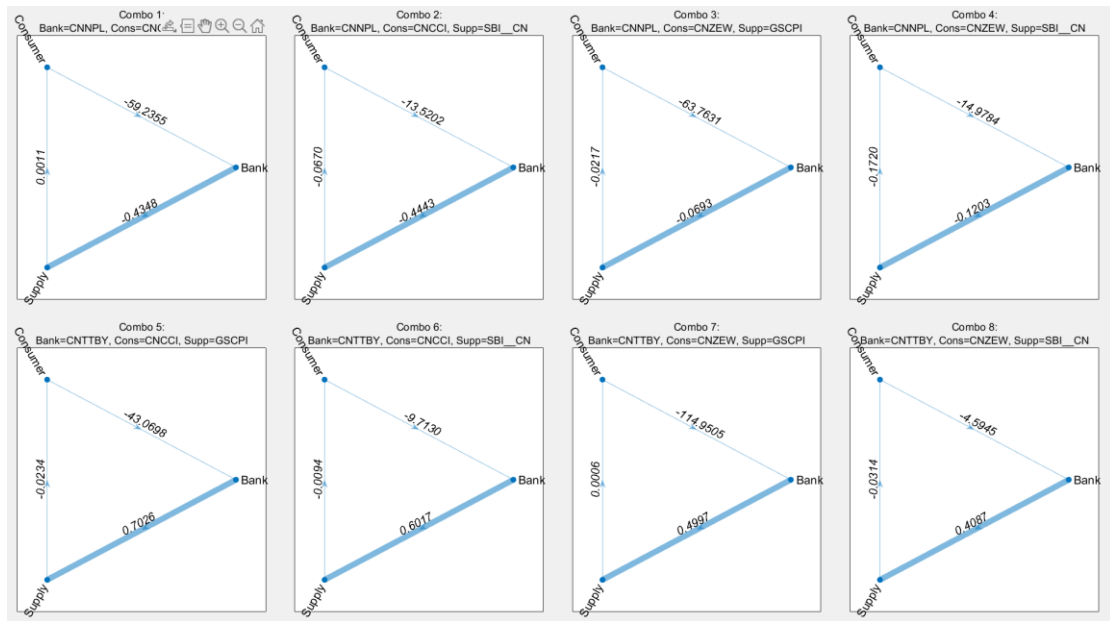 Combo 1:
Bank=CNNPL, Cons=CNC
Consumer
-59.2355
0.0011
Bank
-0.4348
Supply
Combo 2:
Bank=CNNPL, Cons=CNCCI, Supp=SBI__CN
Consumer
-13.5202
-0.0670
Bank
-0.4443
Supply
Combo 3:
Bank=CNNPL, Cons=CNZEW, Supp=GSCPI
Consumer
-63.7631
-0.0217
Bank
-0.0693
Supply
Combo 4:
Bank=CNNPL, Cons=CNZEW, Supp=SBI__CN
Consumer
-14.9784
-0.1720
Bank
-0.1203
Supply
Combo 5:
Bank=CNTTBY, Cons=CNCCI, Supp=GSCPI
Consumer
-43.0698
-0.0234
Bank
0.7026
Supply
Combo 6:
Bank=CNTTBY, Cons=CNCCI, Supp=SBI__CN
Consumer
-9.7130
-0.0094
Bank
0.6017
Supply
Combo 7:
Bank=CNTTBY, Cons=CNZEW, Supp=GSCPI
Consumer
-114.9505
0.0006
Bank
0.4997
Supply
Combo 8:
Bank=CNTTBY, Cons=CNZEW, Supp=SBI__CN
Consumer
-4.5945
-0.0314
Bank
0.4087
Supply